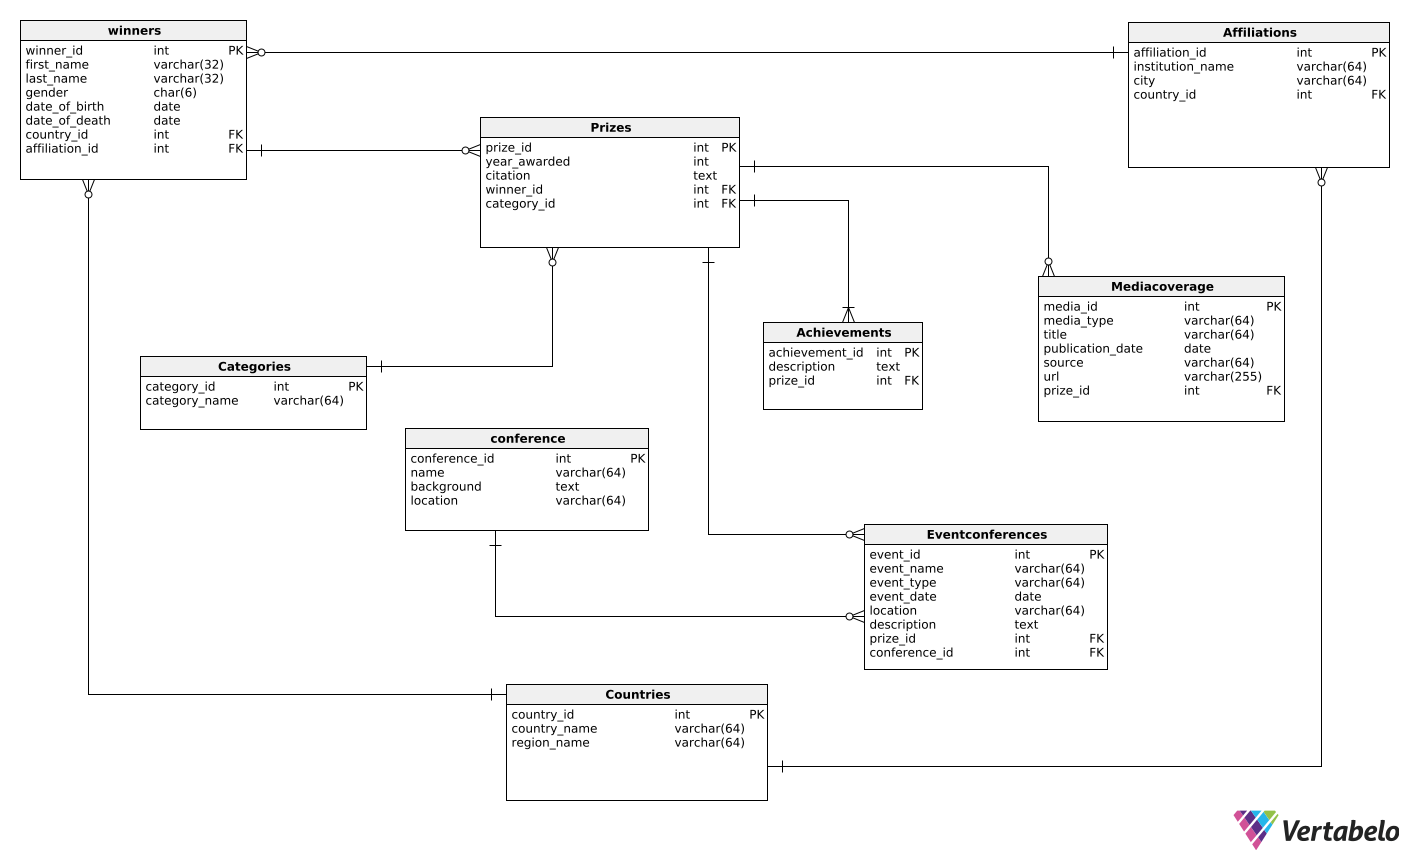 winners
winner_id int PK
first_name varchar(32)
last_name varchar(32)
gender char(6)
date_of_birth date
date_of_death date
country_id int FK
affiliation_id int FK
Affiliations
affiliation_id int PK
institution_name varchar(64)
city varchar(64)
country_id int FK
Prizes
prize_id int PK
year_awarded int
citation text
winner_id int FK
category_id int FK
Mediacoverage
media_id int PK
media_type varchar(64)
title varchar(64)
publication_date date
source varchar(64)
url varchar(255)
prize_id int FK
Achievements
achievement_id int PK
description text
prize_id int FK
Categories
category_id int PK
category_name varchar(64)
conference
conference_id int PK
name varchar(64)
background text
location varchar(64)
Eventconferences
event_id int PK
event_name varchar(64)
event_type varchar(64)
event_date date
location varchar(64)
description text
prize_id int FK
conference_id int FK
Countries
country_id int PK
country_name varchar(64)
region_name varchar(64)
Vertabelo